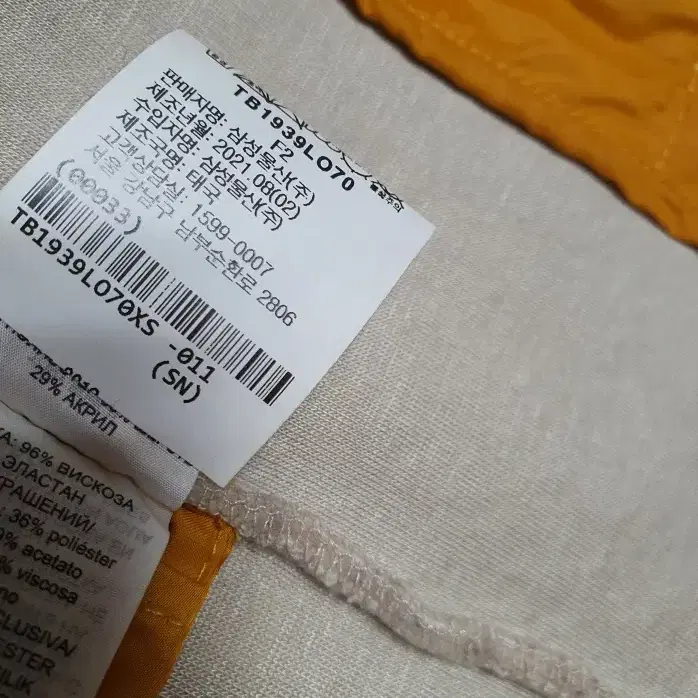 TB1939LO70
F2
판매자명: 삼성물산(주)
제조년월: 2021.08(02)
수입자명: 삼성물산(주)
제조국명: 태국
고객상담실: 1599-0007
서울 강남구 남부순환로 2806
(00033)
TB1939LO70XS -011
(SN)
29% АКРИЛ
96% ВИСКОЗА
ЭЛАСТАН
36% poliéster
acetato
viscosa